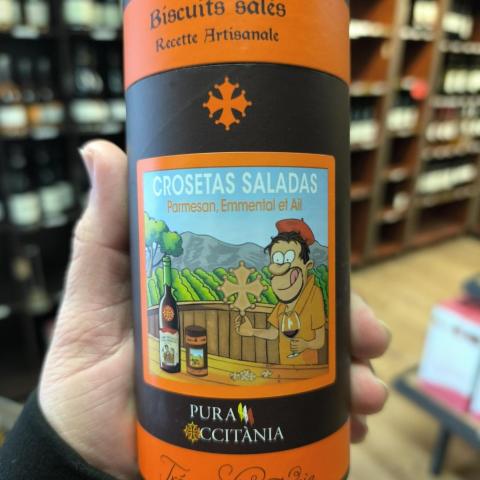 Biscuits salés
Recette Artisanale
CROSETAS SALADAS
Parmesan, Emmental et Ail
PURA
OCCITÀNIA